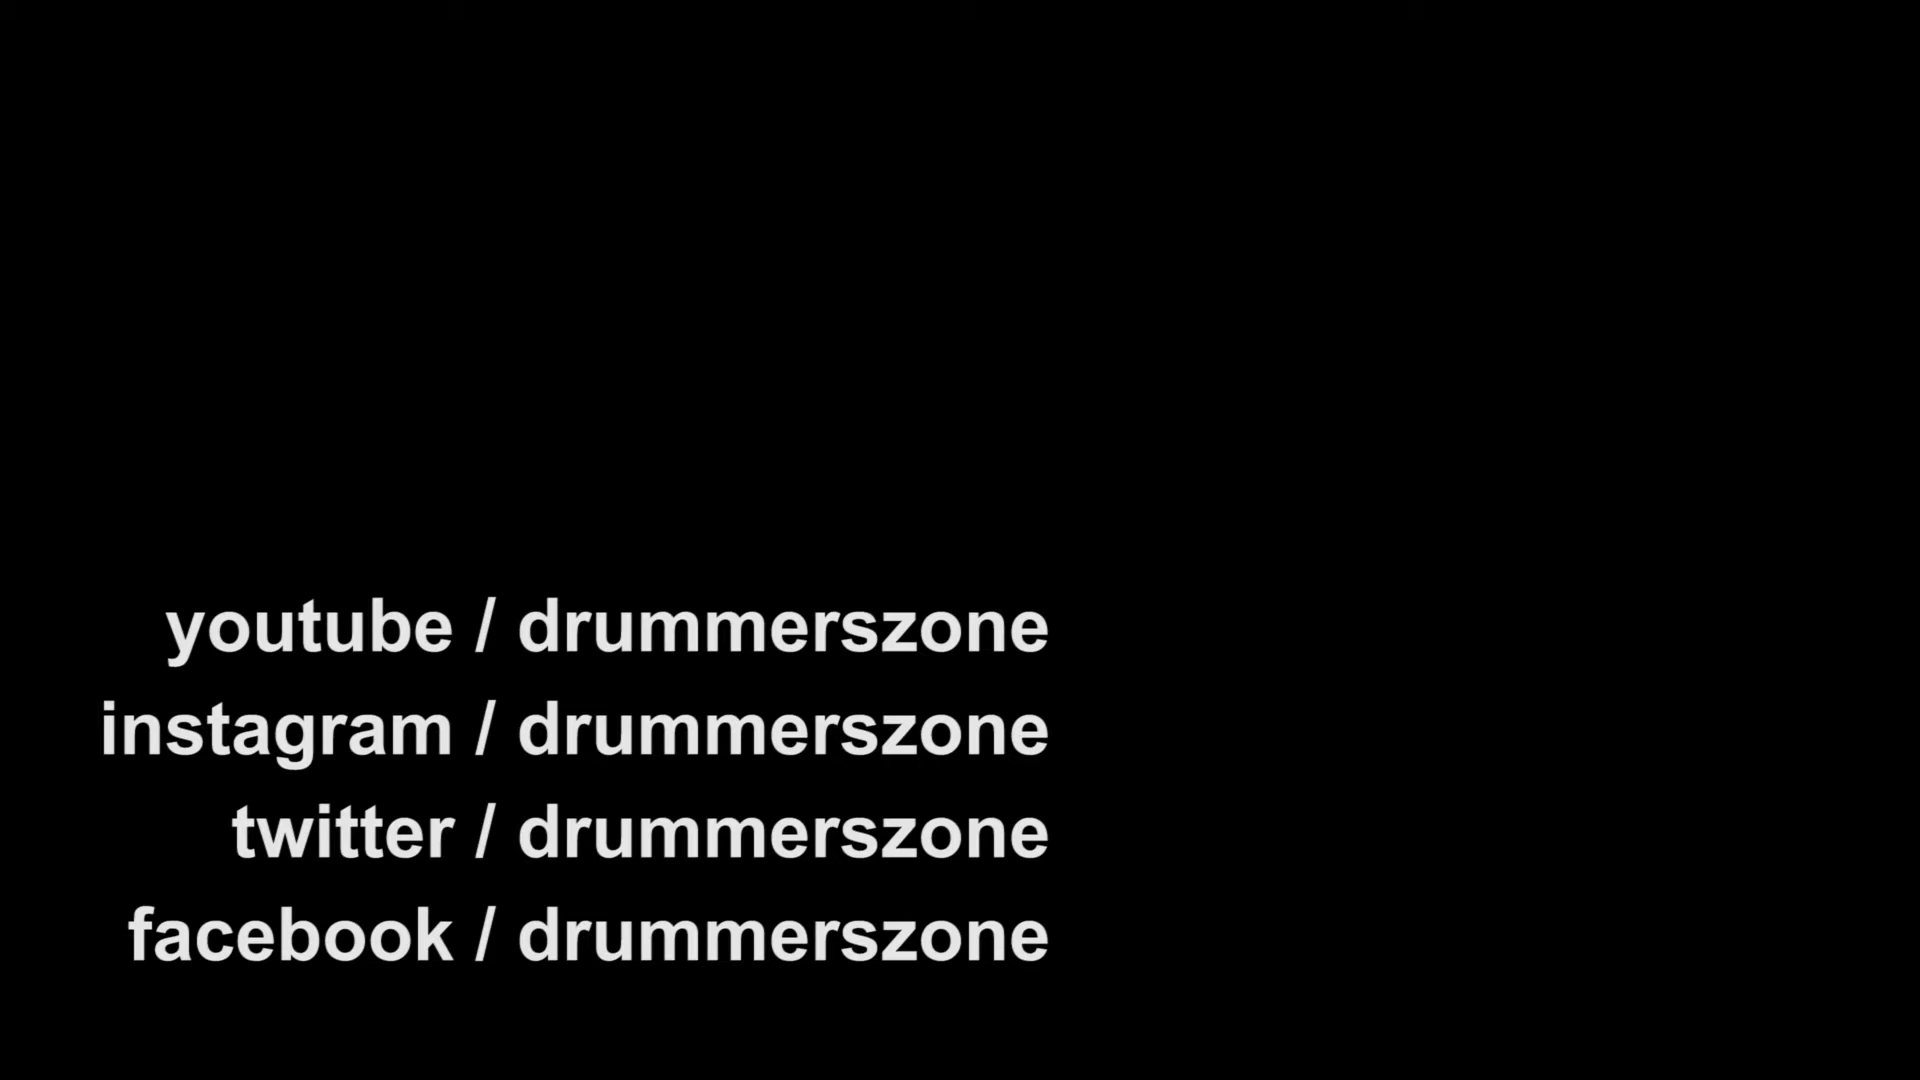 youtube / drummerszone
instagram / drummerszone
twitter / drummerszone
facebook / drummerszone